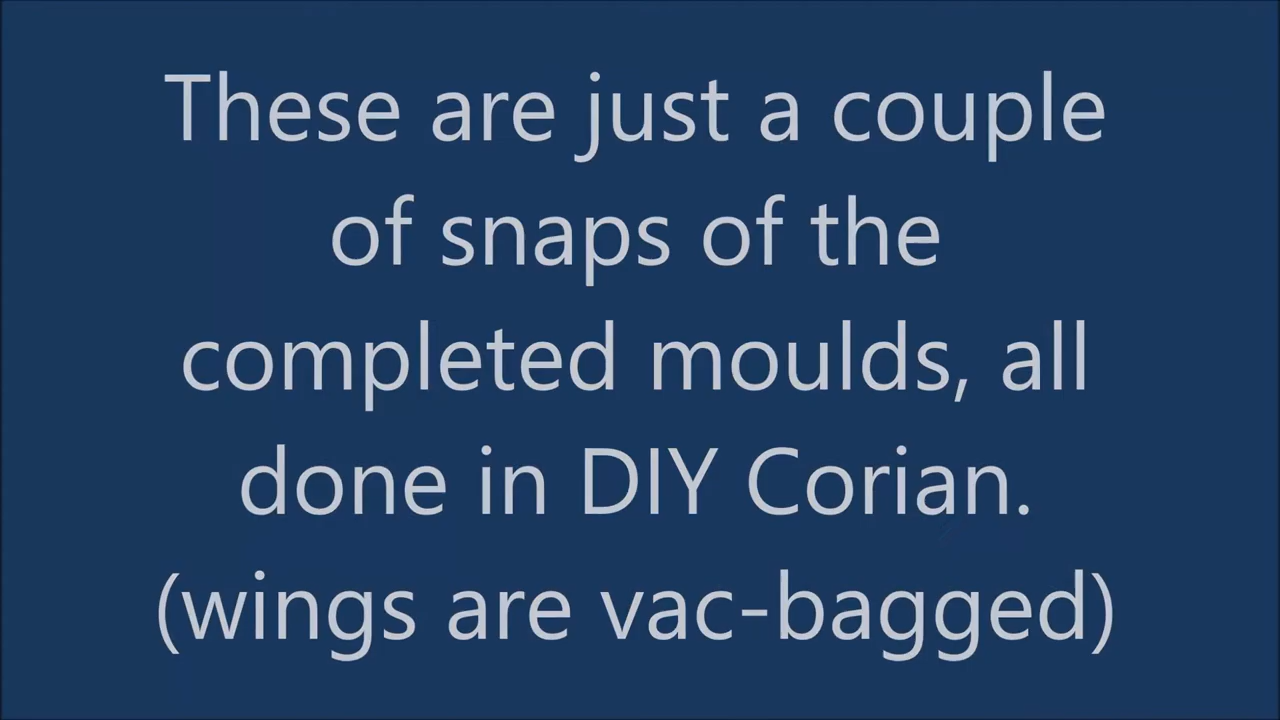 These are just a couple
of snaps of the
completed moulds, all
done in DIY Corian.
(wings are vac-bagged)